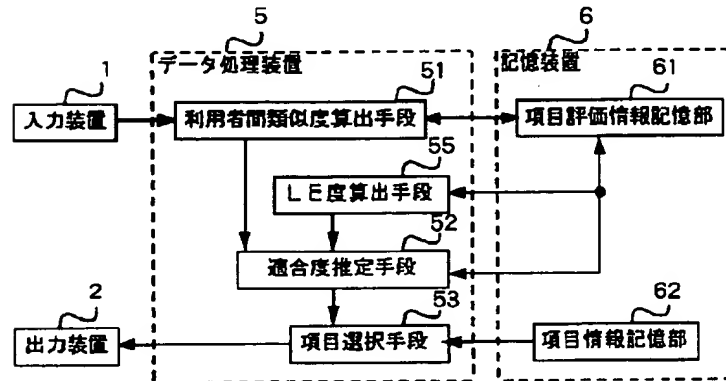 5
6
データ処理装置
記憶装置
1
51
61
入力装置
利用者間類似度算出手段
項目評価情報記憶部
55
LE度算出手段
52
適合度推定手段
53
62
2
出力装置
項目選択手段
項目情報記憶部